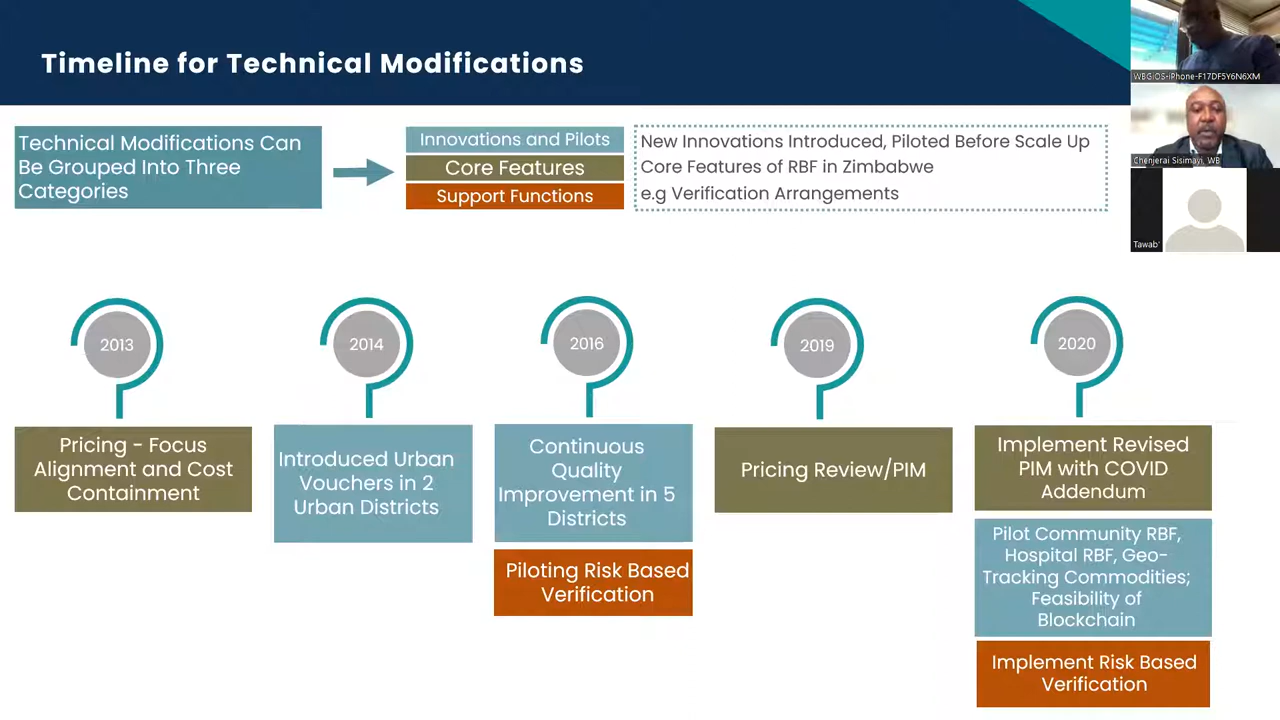 Timeline for Technical Modifications
WBGiOS-iPhone-F17DF5Y6N6XM
Chenjerai Sisimayi, WB
Tawab'
Technical Modifications Can
Be Grouped Into Three
Categories
Innovations and Pilots
Core Features
Support Functions
New Innovations Introduced, Piloted Before Scale Up
Core Features of RBF in Zimbabwe
e.g Verification Arrangements
2013
Pricing - Focus
Alignment and Cost
Containment
2014
Introduced Urban
Vouchers in 2
Urban Districts
2016
Continuous
Quality
Improvement in 5
Districts
Piloting Risk Based
Verification
2019
Pricing Review/PIM
2020
Implement Revised
PIM with COVID
Addendum
Pilot Community RBF,
Hospital RBF, Geo-
Tracking Commodities;
Feasibility of
Blockchain
Implement Risk Based
Verification